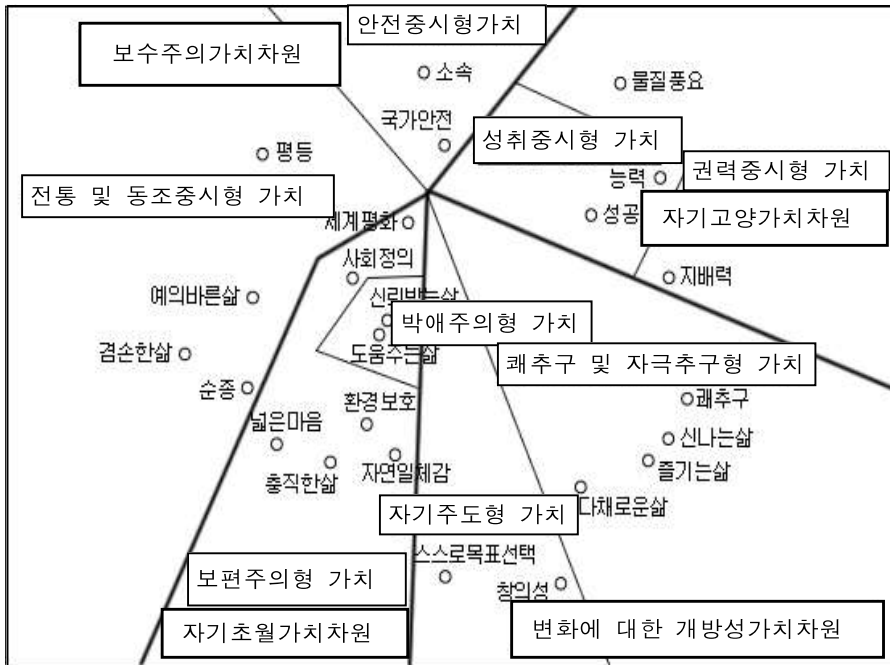 안전중시형가치
보수주의가치차원
소속
물질풍요
국가안전
성취중시형 가치
평등
권력중시형 가치
능력
전통 및 동조중시형 가치
성공
자기고양가치차원
세계평화
사회정의
지배력
예의바른삶
신뢰받는삶
박애주의형 가치
도움주는삶
겸손한삶
쾌추구 및 자극추구형 가치
순종
환경보호
쾌추구
넓은마음
신나는삶
충직한삶
자연일체감
즐기는삶
다채로운삶
자기주도형 가치
스스로목표선택
창의성
보편주의형 가치
자기초월가치차원
변화에 대한 개방성가치차원